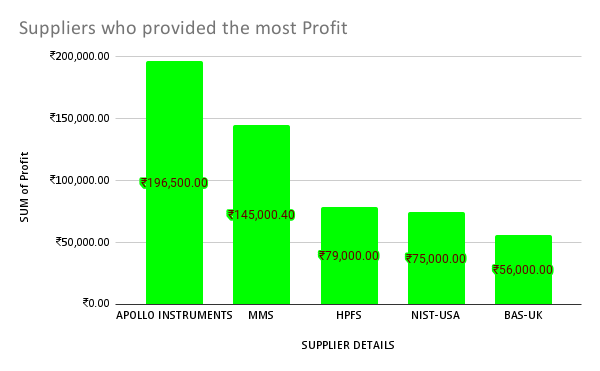 Suppliers who provided the most Profit
₹200,000.00
₹150,000.00
₹100,000.00
₹50,000.00
₹0.00
SUM of Profit
₹196,500.00
₹145,000.40
₹79,000.00
₹75,000.00
₹56,000.00
APOLLO INSTRUMENTS
MMS
HPFS
NIST-USA
BAS-UK
SUPPLIER DETAILS